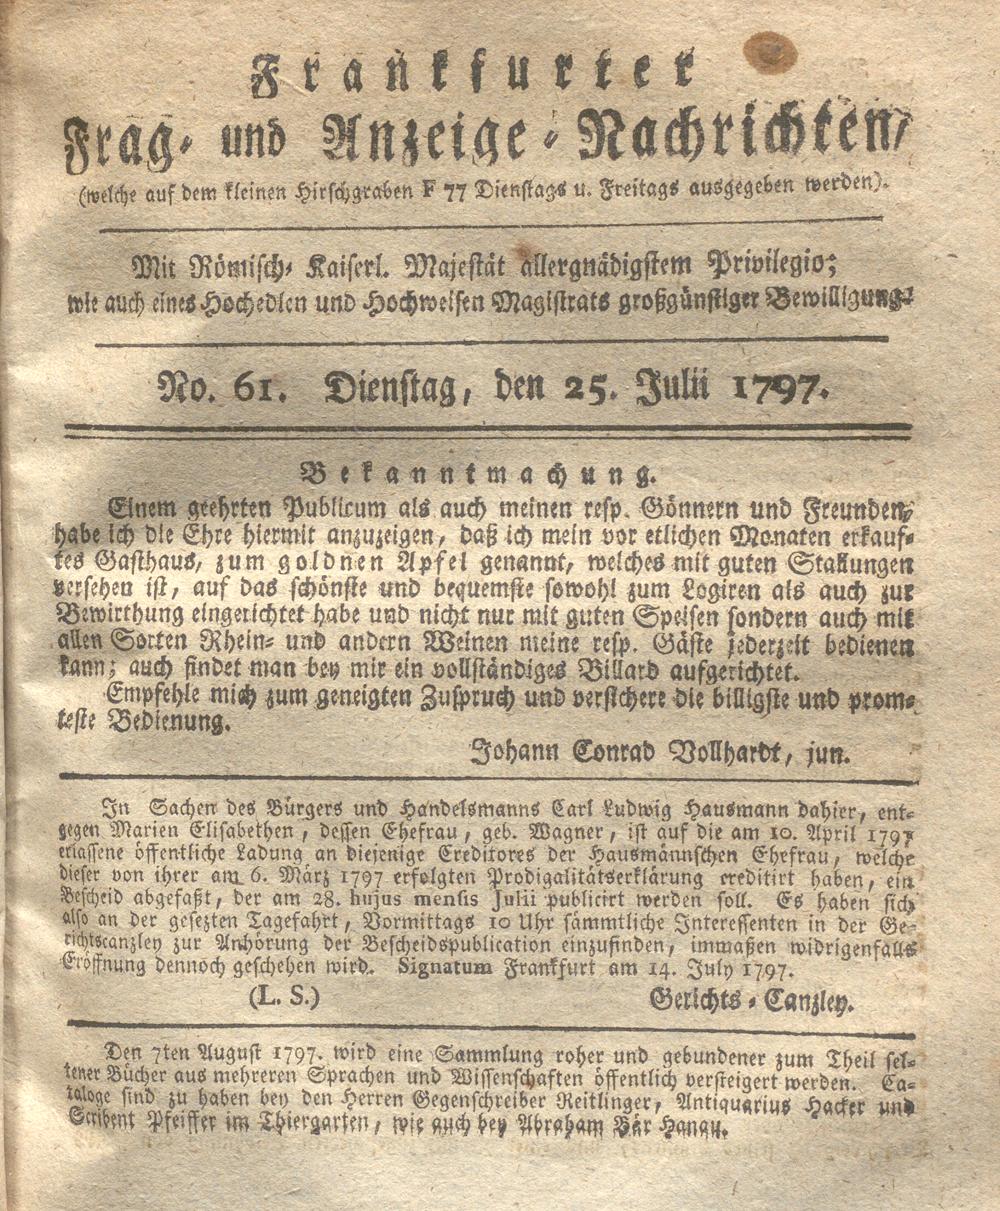 Frankfurter
Frag- und Anzeige-Nachrichten,
(welche auf dem kleinen Hirschgraben F 77 Dienstags u. Freitags ausgegeben werden).
Mit Römisch-Kaiserl. Majestät allergnädigstem Privilegio;
wie auch eines Hochedlen und Hochweisen Magistrats großgünstiger Bewilligung.
No. 61. Dienstag, den 25. Julii 1797.
Bekanntmachung.
Einem geehrten Publicum als auch meinen resp. Gönnern und Freunden,
habe ich die Ehre hiermit anzuzeigen, daß ich mein vor etlichen Monaten erkauf-
tes Gasthaus, zum goldnen Apfel genannt, welches mit guten Stallungen
versehen ist, auf das schönste und bequemste sowohl zum Logiren als auch zur
Bewirthung eingerichtet habe und nicht nur mit guten Speisen sondern auch mit
allen Sorten Rhein- und andern Weinen meine resp. Gäste jederzeit bedienen
kann; auch findet man bey mir ein vollständiges Billard aufgerichtet.
Empfehle mich zum geneigten Zuspruch und versichere die billigste und prom-
teste Bedienung.
Johann Conrad Vollhardt, jun.
In Sachen des Bürgers und Handelsmanns Carl Ludwig Hausmann dahier, ent-
gegen Marien Elisabethen, dessen Ehefrau, geb. Wagner, ist auf die am 10. April 1797
erlassene öffentliche Ladung an diejenige Creditores der Hausmännschen Ehefrau, welche
dieser von ihrer am 6. März 1797 erfolgten Prodigalitätserklärung creditirt haben, ein
Bescheid abgefaßt, der am 28. hujus mensis Julii publicirt werden soll. Es haben sich
also an der gesezten Tagefahrt, Vormittags 10 Uhr sämmtliche Interessenten in der Ge-
richtscanzley zur Anhörung der Bescheidspublication einzufinden, immaßen widrigenfalls
Eröffnung dennoch geschehen wird. Signatum Frankfurt am 14. July 1797.
(L. S.) Gerichts-Canzley.
Den 7ten August 1797. wird eine Sammlung roher und gebundener zum Theil sel-
tener Bücher aus mehreren Sprachen und Wissenschaften öffentlich versteigert werden. Ca-
taloge sind zu haben bey den Herren Gegenschreiber Reitlinger, Antiquarius Hacker und
Scribent Pfeiffer im Thiergarten, wie auch bey Abraham Bär Hanau.